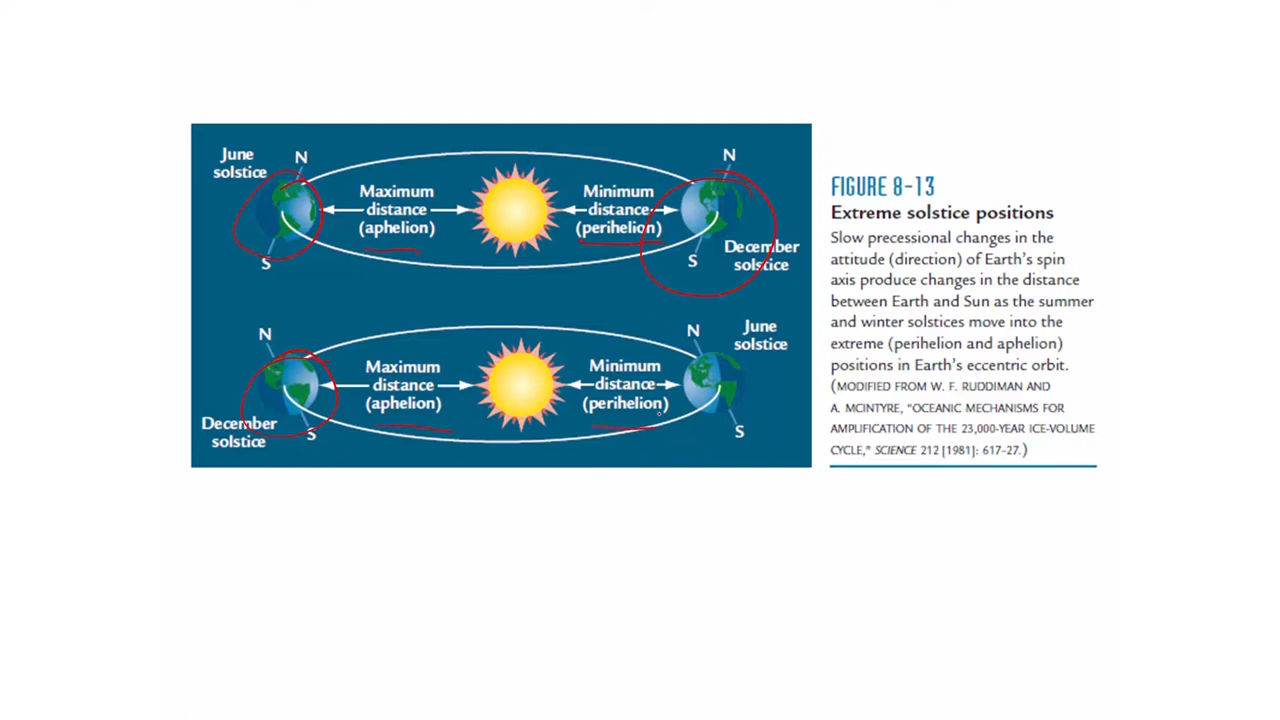 June
solstice
N
S
Maximum
distance
(aphelion)
Minimum
distance
(perihelion)
N
S
December
solstice
N
S
December
solstice
Maximum
distance
(aphelion)
Minimum
distance
(perihelion)
N
S
June
solstice
FIGURE 8-13
Extreme solstice positions
Slow precessional changes in the
attitude (direction) of Earth's spin
axis produce changes in the distance
between Earth and Sun as the summer
and winter solstices move into the
extreme (perihelion and aphelion)
positions in Earth's eccentric orbit.
(MODIFIED FROM W. F. RUDDIMAN AND
A. MCINTYRE, "OCEANIC MECHANISMS FOR
AMPLIFICATION OF THE 23,000-YEAR ICE-VOLUME
CYCLE," SCIENCE 212 [1981]: 617-27.)